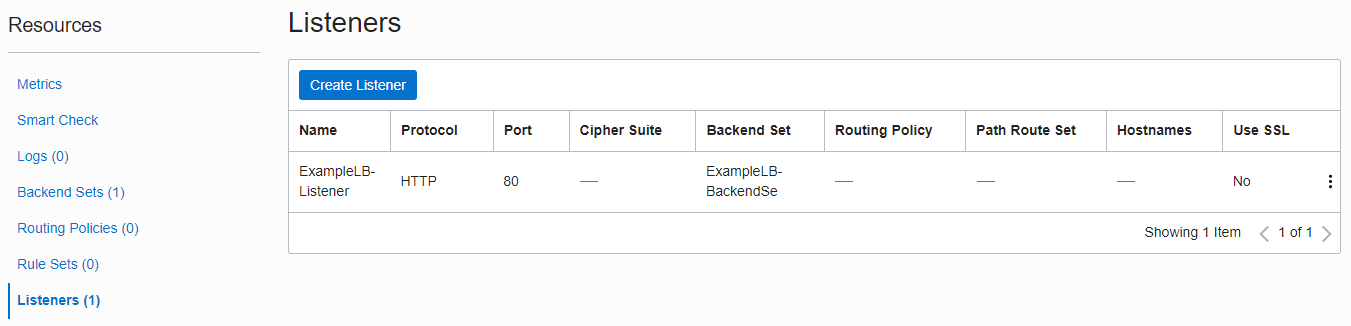 Resources
Metrics
Smart Check
Logs (0)
Backend Sets (1)
Routing Policies (0)
Rule Sets (0)
Listeners (1)
Listeners
Create Listener
Name Protocol Port Cipher Suite Backend Set Routing Policy Path Route Set Hostnames Use SSL
ExampleLB-
Listener
HTTP 80 — ExampleLB-
BackendSe
— — — No
Showing 1 Item 1 of 1